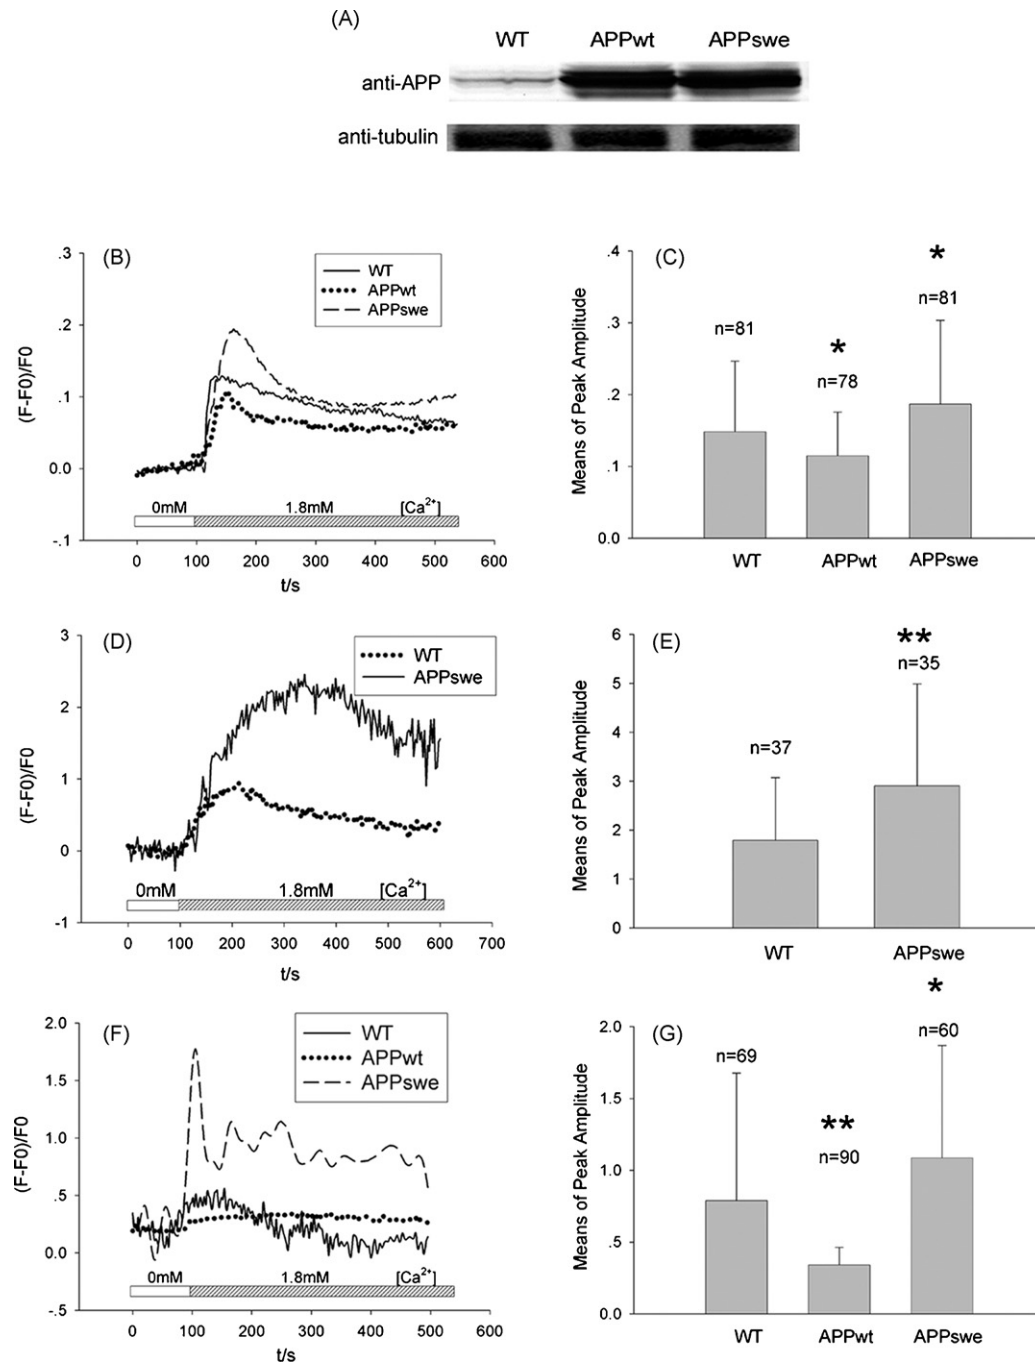 (A)
WT APPwt APPswe
anti-APP
anti-tubulin
(B)
WT
APPwt
APPswe
.3
.2
.1
0.0
-.1
(F-F0)/F0
0mM 1.8mM [Ca²⁺]
0 100 200 300 400 500 600
t/s
(C)
Means of Peak Amplitude
.4
.3
.2
.1
0.0
n=81
*
n=78
*
n=81
WT APPwt APPswe
(D)
WT
APPswe
3
2
1
0
-1
(F-F0)/F0
0mM 1.8mM [Ca²⁺]
0 100 200 300 400 500 600 700
t/s
(E)
Means of Peak Amplitude
6
5
4
3
2
1
0
n=37
**
n=35
WT APPswe
(F)
WT
APPwt
APPswe
2.0
1.5
1.0
.5
0.0
-.5
(F-F0)/F0
0mM 1.8mM [Ca²⁺]
0 100 200 300 400 500 600
t/s
(G)
Means of Peak Amplitude
2.0
1.5
1.0
.5
0.0
n=69
**
n=90
*
n=60
WT APPwt APPswe